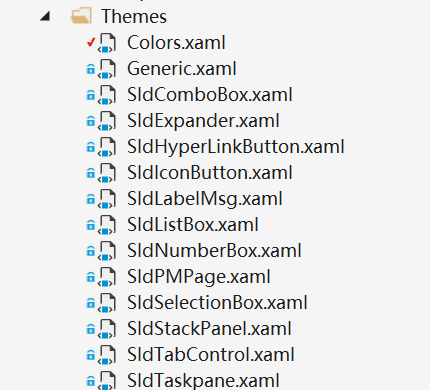 Themes
Colors.xaml
Generic.xaml
SldComboBox.xaml
SldExpander.xaml
SldHyperLinkButton.xaml
SldIconButton.xaml
SldLabelMsg.xaml
SldListBox.xaml
SldNumberBox.xaml
SldPMPage.xaml
SldSelectionBox.xaml
SldStackPanel.xaml
SldTabControl.xaml
SldTaskpane.xaml